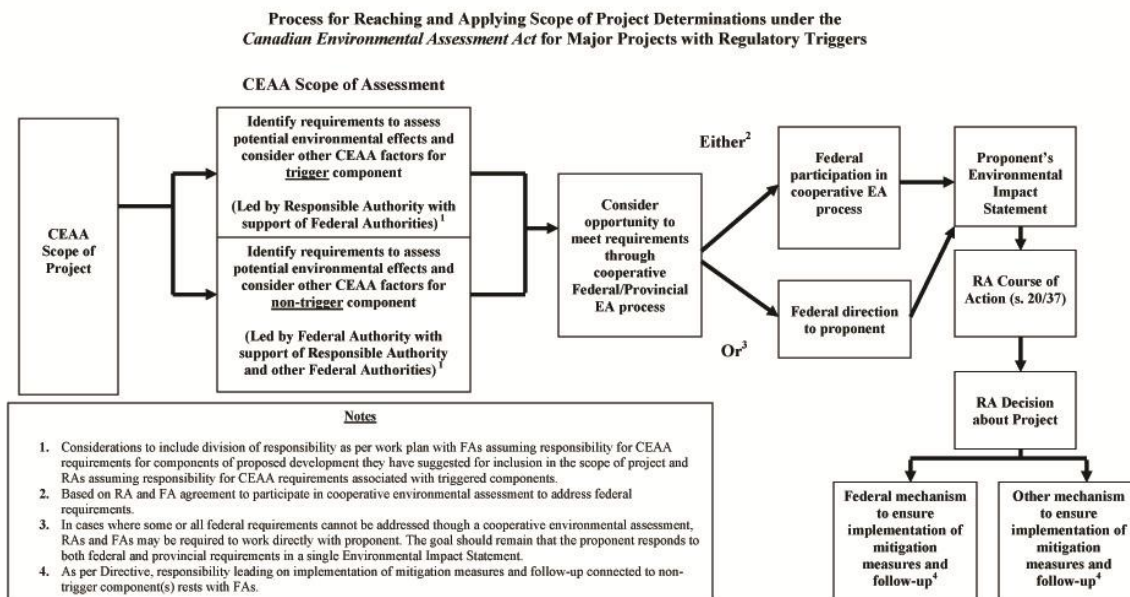 Process for Reaching and Applying Scope of Project Determinations under the
Canadian Environmental Assessment Act for Major Projects with Regulatory Triggers
CEAA Scope of Assessment
CEAA
Scope of
Project
Identify requirements to assess
potential environmental effects and
consider other CEAA factors for
trigger component
(Led by Responsible Authority with
support of Federal Authorities)1
Identify requirements to assess
potential environmental effects and
consider other CEAA factors for
non-trigger component
(Led by Federal Authority with
support of Responsible Authority
and other Federal Authorities)1
Consider
opportunity to
meet requirements
through
cooperative
Federal/Provincial
EA process
Either2
Federal
participation in
cooperative EA
process
Or3
Federal direction
to proponent
Proponent's
Environmental
Impact
Statement
RA Course of
Action (s. 20/37)
RA Decision
about Project
Federal mechanism
to ensure
implementation of
mitigation
measures and
follow-up4
Other mechanism
to ensure
implementation of
mitigation
measures and
follow-up4
Notes
1. Considerations to include division of responsibility as per work plan with FAs assuming responsibility for CEAA
requirements for components of proposed development they have suggested for inclusion in the scope of project and
RAs assuming responsibility for CEAA requirements associated with triggered components.
2. Based on RA and FA agreement to participate in cooperative environmental assessment to address federal
requirements.
3. In cases where some or all federal requirements cannot be addressed though a cooperative environmental assessment,
RAs and FAs may be required to work directly with proponent. The goal should remain that the proponent responds to
both federal and provincial requirements in a single Environmental Impact Statement.
4. As per Directive, responsibility leading on implementation of mitigation measures and follow-up connected to non-
trigger component(s) rests with FAs.